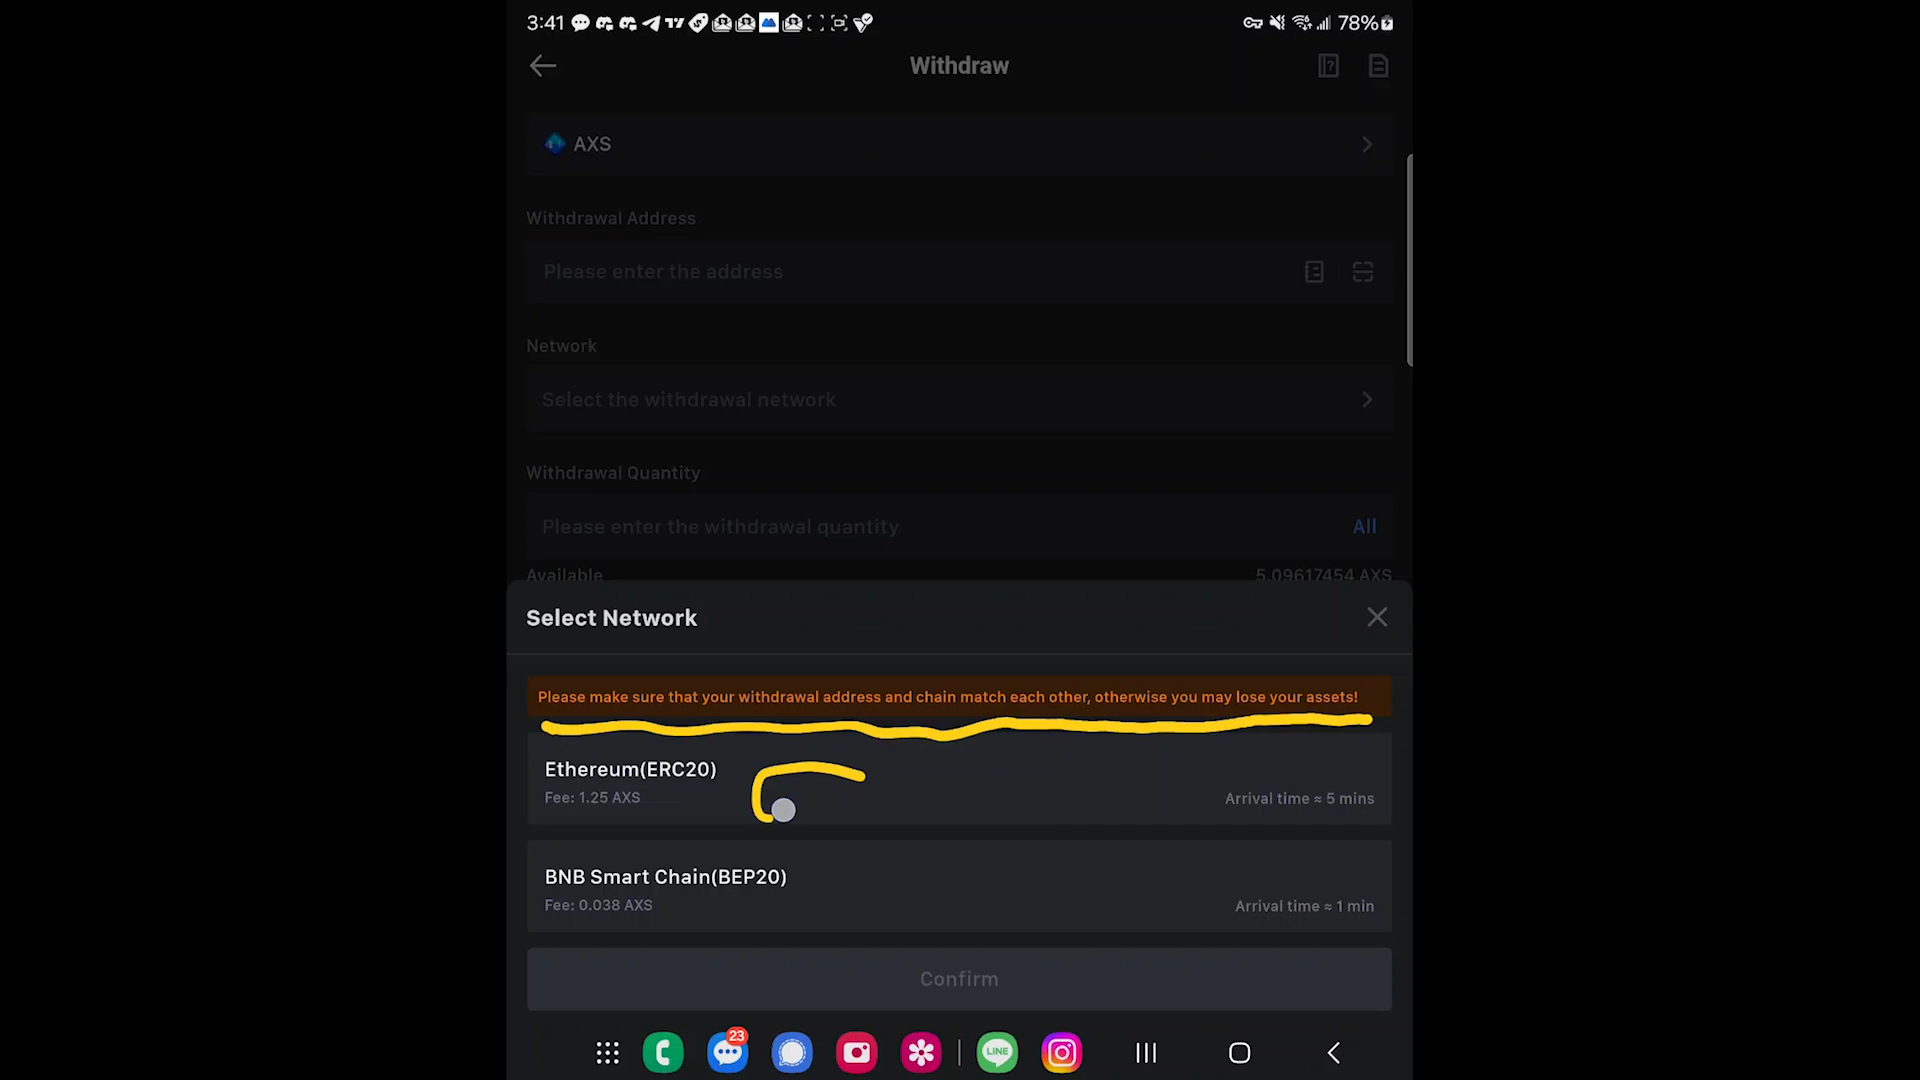 3:41
78%
Withdraw
AXS
Withdrawal Address
Please enter the address
Network
Select the withdrawal network
Withdrawal Quantity
Please enter the withdrawal quantity
All
Available
5.09617454 AXS
Select Network
Please make sure that your withdrawal address and chain match each other, otherwise you may lose your assets!
Ethereum(ERC20)
Fee: 1.25 AXS
Arrival time ≈ 5 mins
BNB Smart Chain(BEP20)
Fee: 0.038 AXS
Arrival time ≈ 1 min
Confirm
23
LINE